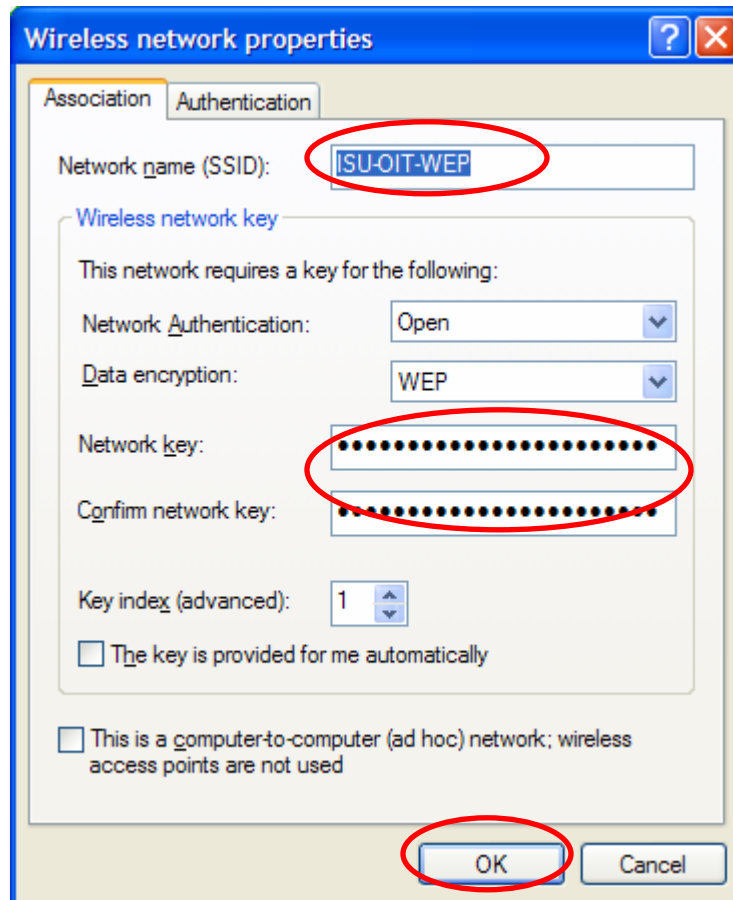 Wireless network properties
Association Authentication
Network name (SSID): ISU-OIT-WEP
Wireless network key
This network requires a key for the following:
Network Authentication: Open
Data encryption: WEP
Network key: ●●●●●●●●●●●●●●●●●●●●●●●
Confirm network key: ●●●●●●●●●●●●●●●●●●●●●●●
Key index (advanced): 1
The key is provided for me automatically
This is a computer-to-computer (ad hoc) network; wireless
access points are not used
OK Cancel